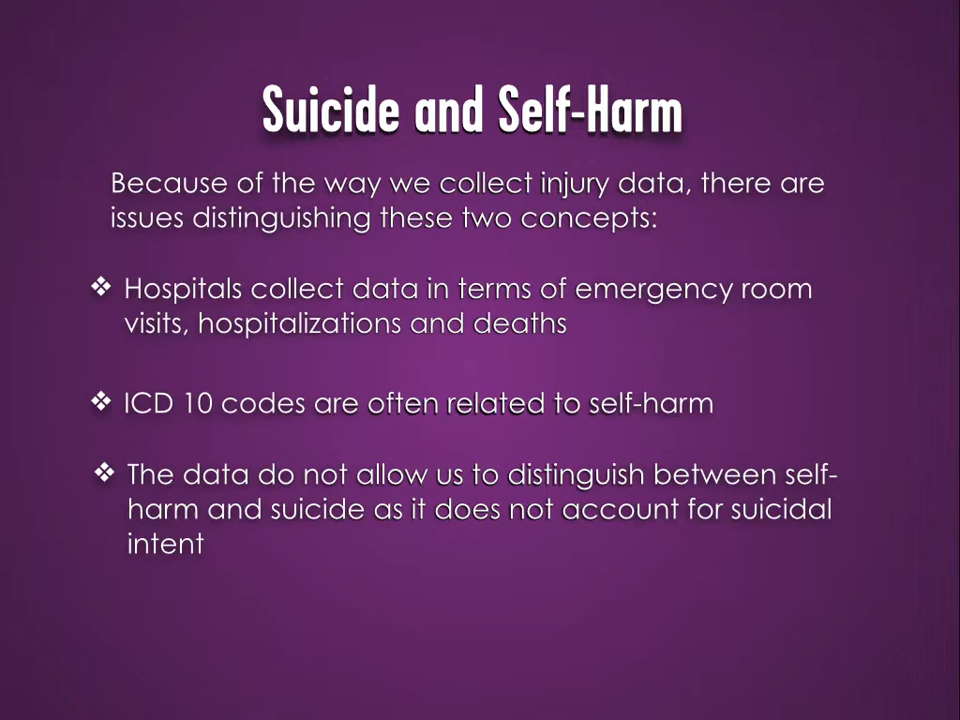 Suicide and Self-Harm
Because of the way we collect injury data, there are
issues distinguishing these two concepts:
❖ Hospitals collect data in terms of emergency room
visits, hospitalizations and deaths
❖ ICD 10 codes are often related to self-harm
❖ The data do not allow us to distinguish between self-
harm and suicide as it does not account for suicidal
intent